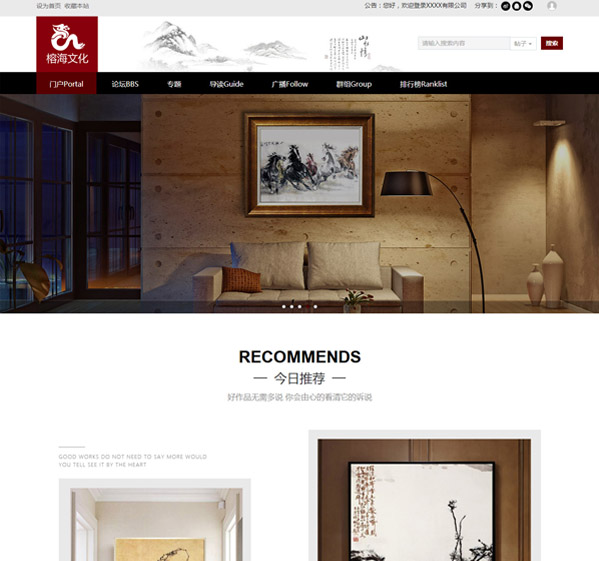 设为首页 收藏本站
公告：您好，欢迎登录XXXX有限公司 分享到：
榕海文化
请输入搜索内容 帖子 搜索
门户Portal 论坛BBS 专题 导读Guide 广播Follow 群组Group 排行榜Ranklist
RECOMMENDS
— 今日推荐 —
好作品无需多说 你会由心的看清它的诉说
GOOD WORKS DO NOT NEED TO SAY MORE WOULD
YOU TELL SEE IT BY THE HEART